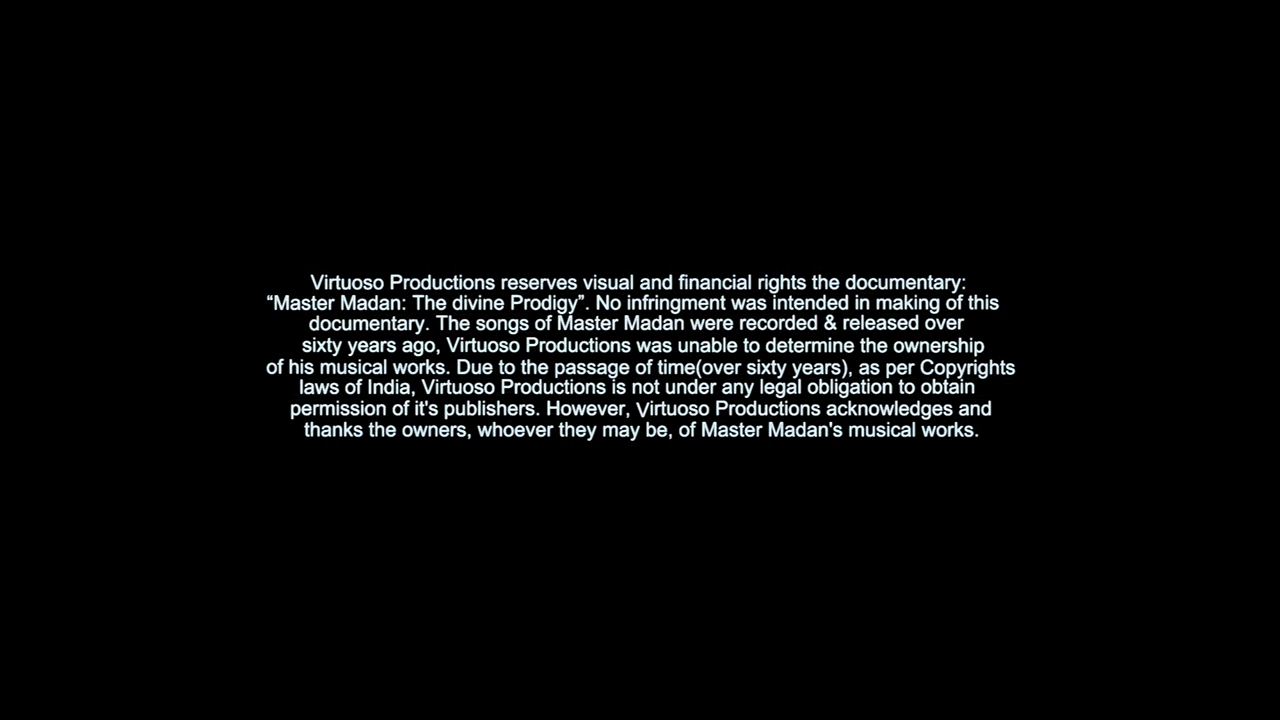 Virtuoso Productions reserves visual and financial rights the documentary:
“Master Madan: The divine Prodigy”. No infringment was intended in making of this
documentary. The songs of Master Madan were recorded & released over
sixty years ago, Virtuoso Productions was unable to determine the ownership
of his musical works. Due to the passage of time(over sixty years), as per Copyrights
laws of India, Virtuoso Productions is not under any legal obligation to obtain
permission of it's publishers. However, Virtuoso Productions acknowledges and
thanks the owners, whoever they may be, of Master Madan's musical works.